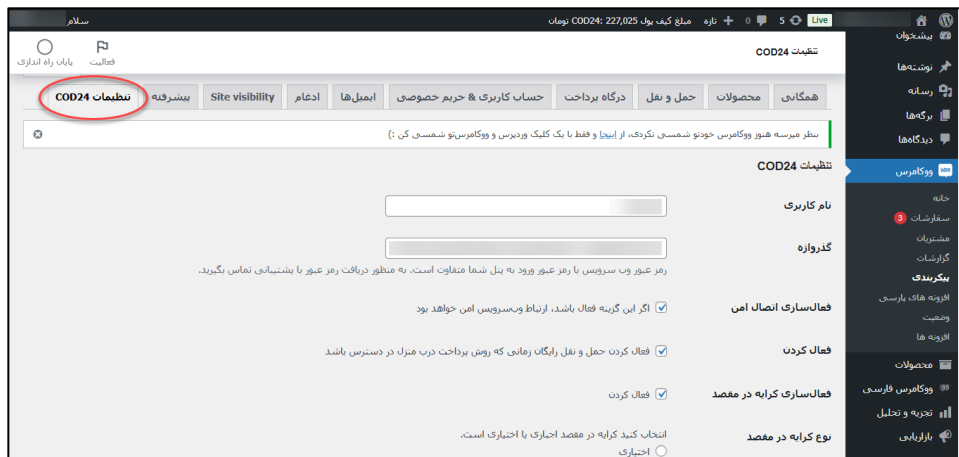 Live
5
0
تازه
مبلغ کیف پول COD24: 227,025 تومان
سلام
تنظیمات COD24
فعالیت
پایان راه اندازی
همگانی
محصولات
حمل و نقل
درگاه پرداخت
حساب کاربری & حریم خصوصی
ایمیل‌ها
ادغام
Site visibility
پیشرفته
تنظیمات COD24
بنظر میرسه هنوز ووکامرس خودتو شمسی نکردی، از اینجا و فقط با یک کلیک وردپرس و ووکامرس‌تو شمسی کن :)
تنظیمات COD24
نام کاربری
گذرواژه
رمز عبور وب سرویس با رمز عبور ورود به پنل شما متفاوت است. به منظور دریافت رمز عبور با پشتیبانی تماس بگیرید.
فعال‌سازی اتصال امن
اگر این گزینه فعال باشد، ارتباط وب‌سرویس امن خواهد بود
فعال کردن
فعال کردن حمل و نقل رایگان زمانی که روش پرداخت درب منزل در دسترس باشد
فعال‌سازی کرایه در مقصد
فعال کردن
نوع کرایه در مقصد
انتخاب کنید کرایه در مقصد اجباری یا اختیاری است.
اختیاری
پیشخوان
نوشته‌ها
رسانه
برگه‌ها
دیدگاه‌ها
ووکامرس
خانه
سفارشات 3
مشتریان
گزارشات
پیکربندی
افزونه های پارسی
وضعیت
افزونه ها
محصولات
ووکامرس فارسی
تجزیه و تحلیل
بازاریابی